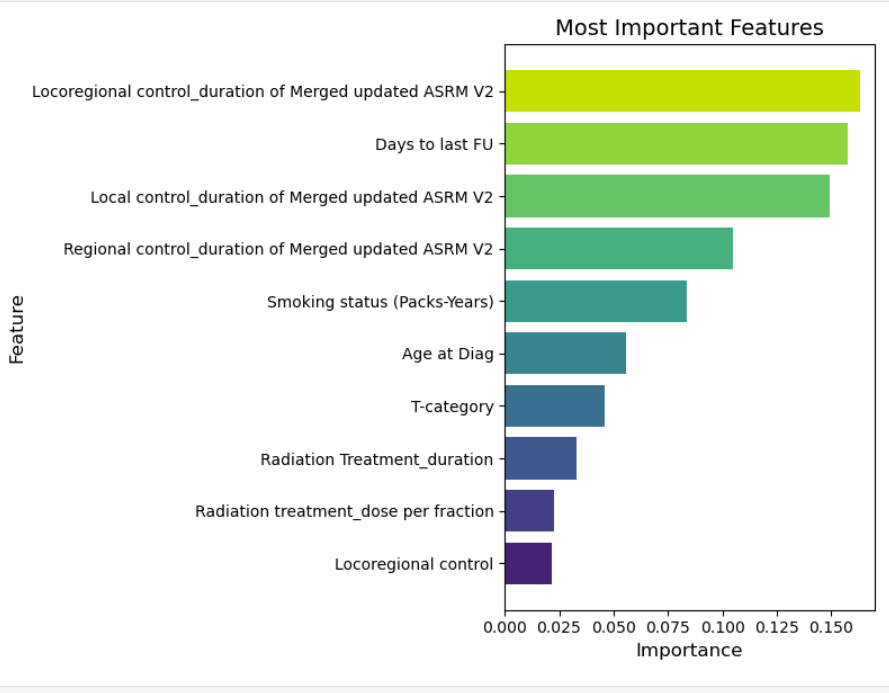 Most Important Features
Locoregional control_duration of Merged updated ASRM V2
Days to last FU
Local control_duration of Merged updated ASRM V2
Regional control_duration of Merged updated ASRM V2
Smoking status (Packs-Years)
Age at Diag
T-category
Radiation Treatment_duration
Radiation treatment_dose per fraction
Locoregional control
Feature
0.000 0.025 0.050 0.075 0.100 0.125 0.150
Importance